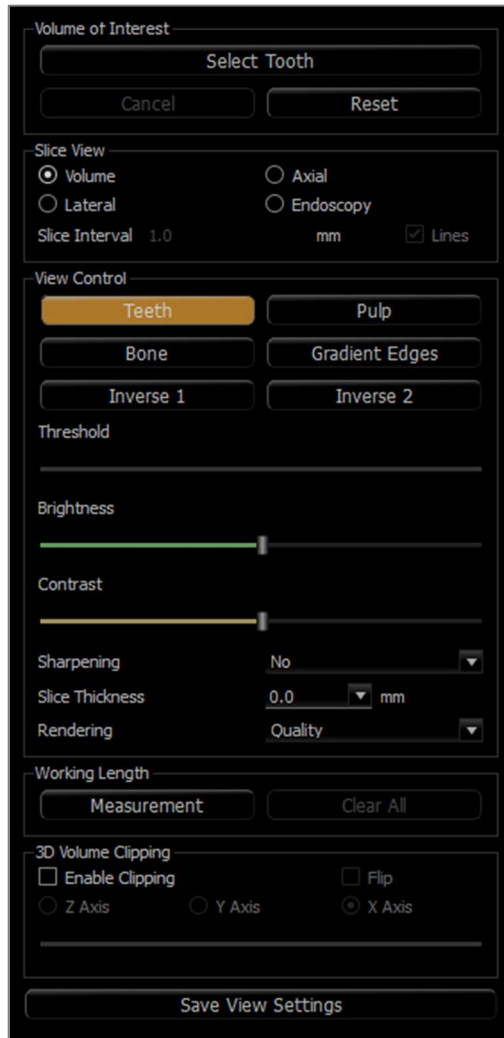 Volume of Interest
Select Tooth
Cancel Reset
Slice View
Volume Axial
Lateral Endoscopy
Slice Interval 1.0 mm Lines
View Control
Teeth Pulp
Bone Gradient Edges
Inverse 1 Inverse 2
Threshold
Brightness
Contrast
Sharpening No
Slice Thickness 0.0 mm
Rendering Quality
Working Length
Measurement Clear All
3D Volume Clipping
Enable Clipping Flip
Z Axis Y Axis X Axis
Save View Settings